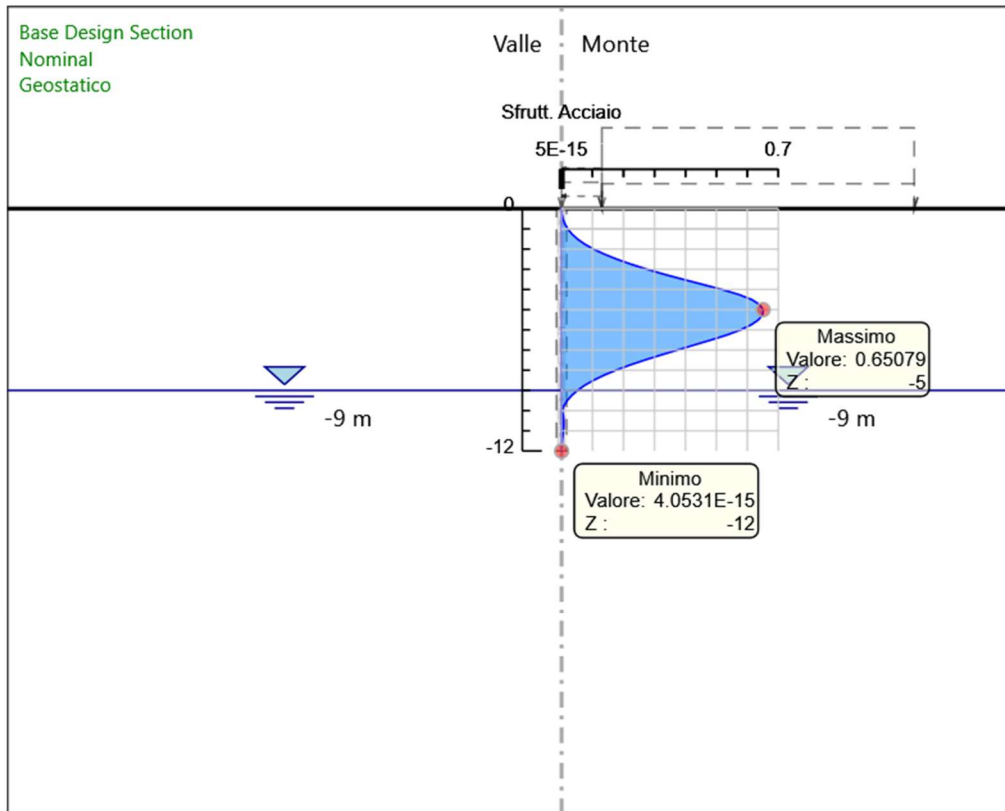 Base Design Section
Nominal
Geostatico
Valle
Monte
Sfrutt. Acciaio
5E-15
0.7
0
Massimo
Valore: 0.65079
Z : -5
-9 m
-9 m
-12
Minimo
Valore: 4.0531E-15
Z : -12